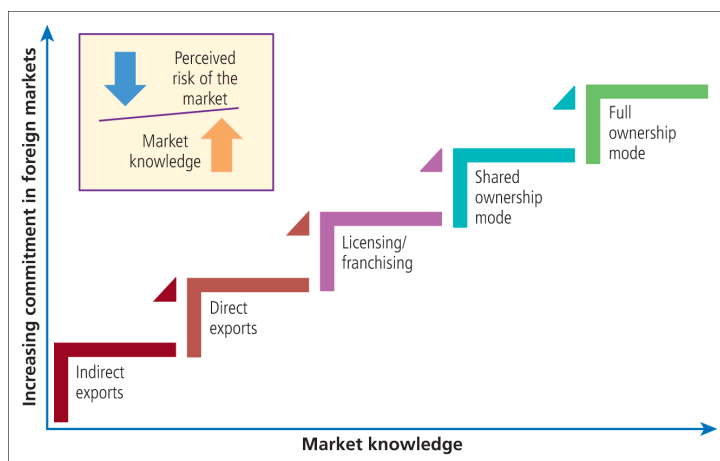 Increasing commitment in foreign markets
Perceived
risk of the
market
Market
knowledge
Full
ownership
mode
Shared
ownership
mode
Licensing/
franchising
Direct
exports
Indirect
exports
Market knowledge